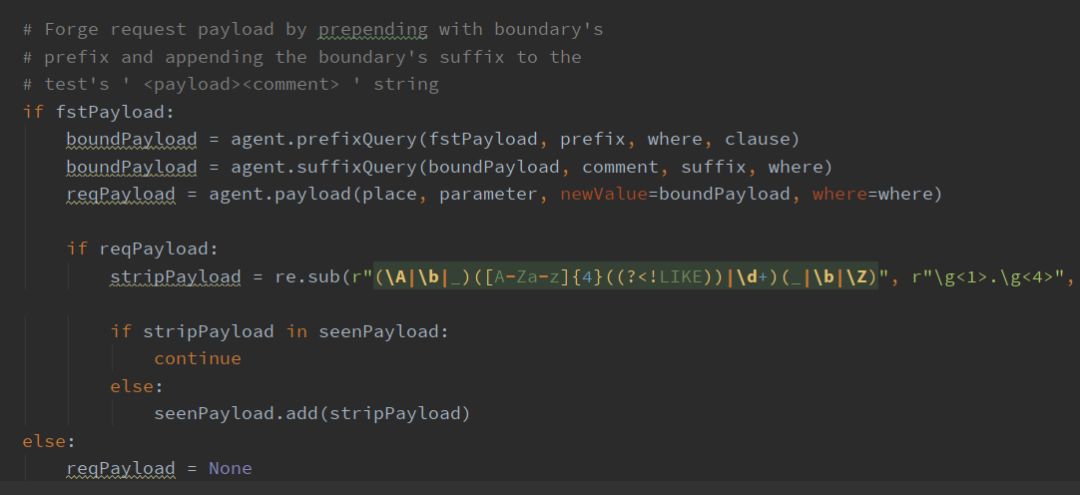 # Forge request payload by prepending with boundary's
# prefix and appending the boundary's suffix to the
# test's ' <payload><comment> ' string
if fstPayload:
    boundPayload = agent.prefixQuery(fstPayload, prefix, where, clause)
    boundPayload = agent.suffixQuery(boundPayload, comment, suffix, where)
    reqPayload = agent.payload(place, parameter, newValue=boundPayload, where=where)
    if reqPayload:
        stripPayload = re.sub(r"(\A|\b|_)([A-Za-z]{4}((?<!LIKE))|\d+)(_|\b|\Z)", r"\g<1>.\g<4>",
        if stripPayload in seenPayload:
            continue
        else:
            seenPayload.add(stripPayload)
else:
    reqPayload = None